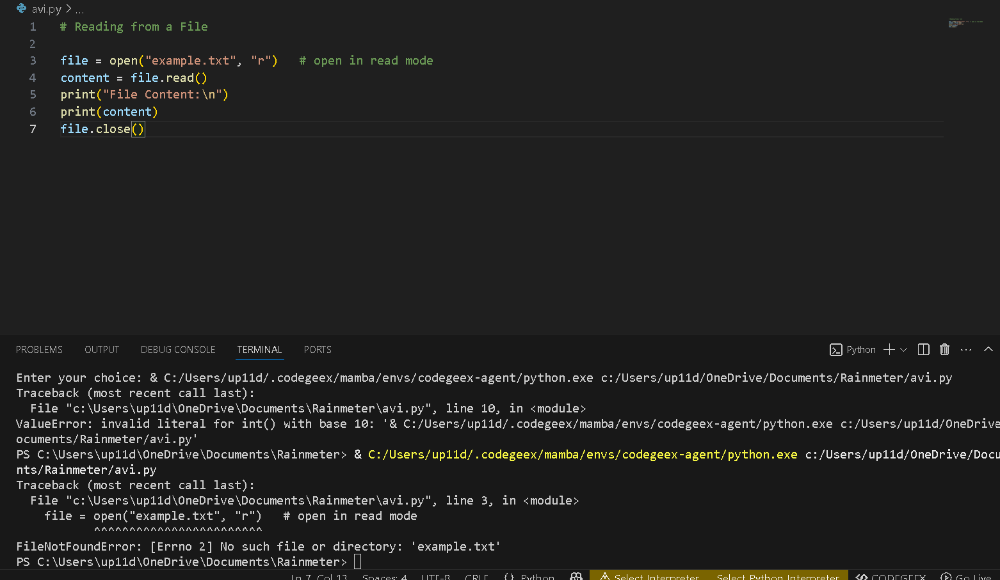 avi.py > ...
1 # Reading from a File
2
3 file = open("example.txt", "r")   # open in read mode
4 content = file.read()
5 print("File Content:\n")
6 print(content)
7 file.close()
PROBLEMS OUTPUT DEBUG CONSOLE TERMINAL PORTS Python
Enter your choice: & C:/Users/up11d/.codegeex/mamba/envs/codegeex-agent/python.exe c:/Users/up11d/OneDrive/Documents/Rainmeter/avi.py
Traceback (most recent call last):
  File "c:\Users\up11d\OneDrive\Documents\Rainmeter\avi.py", line 10, in <module>
ValueError: invalid literal for int() with base 10: '& C:/Users/up11d/.codegeex/mamba/envs/codegeex-agent/python.exe c:/Users/up11d/OneDrive
ocuments/Rainmeter/avi.py'
PS C:\Users\up11d\OneDrive\Documents\Rainmeter> & C:/Users/up11d/.codegeex/mamba/envs/codegeex-agent/python.exe c:/Users/up11d/OneDrive/Docu
nts/Rainmeter/avi.py
Traceback (most recent call last):
  File "c:\Users\up11d\OneDrive\Documents\Rainmeter\avi.py", line 3, in <module>
    file = open("example.txt", "r")   # open in read mode
           ^^^^^^^^^^^^^^^^^^^^^^^^
FileNotFoundError: [Errno 2] No such file or directory: 'example.txt'
PS C:\Users\up11d\OneDrive\Documents\Rainmeter>
Ln 7, Col 13 Spaces: 4 UTF-8 CRLF {} Python Select Interpreter Select Python Interpreter CODEGEEX Go Live